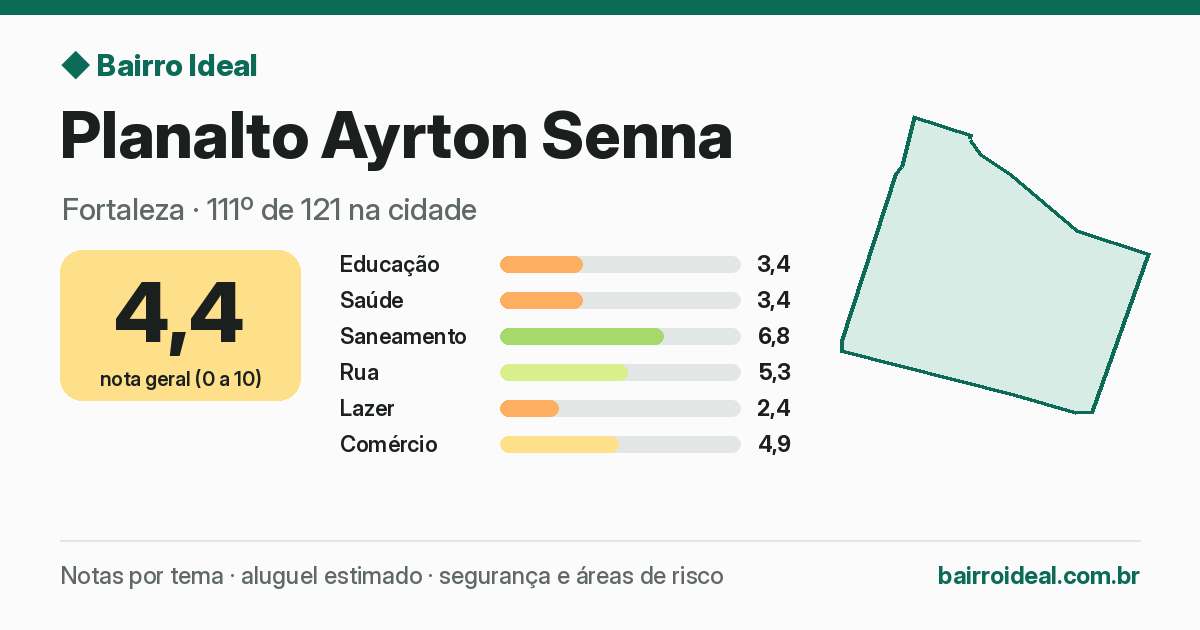 Bairro Ideal
Planalto Ayrton Senna
Fortaleza · 111º de 121 na cidade
4,4
nota geral (0 a 10)
Educação 3,4
Saúde 3,4
Saneamento 6,8
Rua 5,3
Lazer 2,4
Comércio 4,9
Notas por tema · aluguel estimado · segurança e áreas de risco
bairroideal.com.br